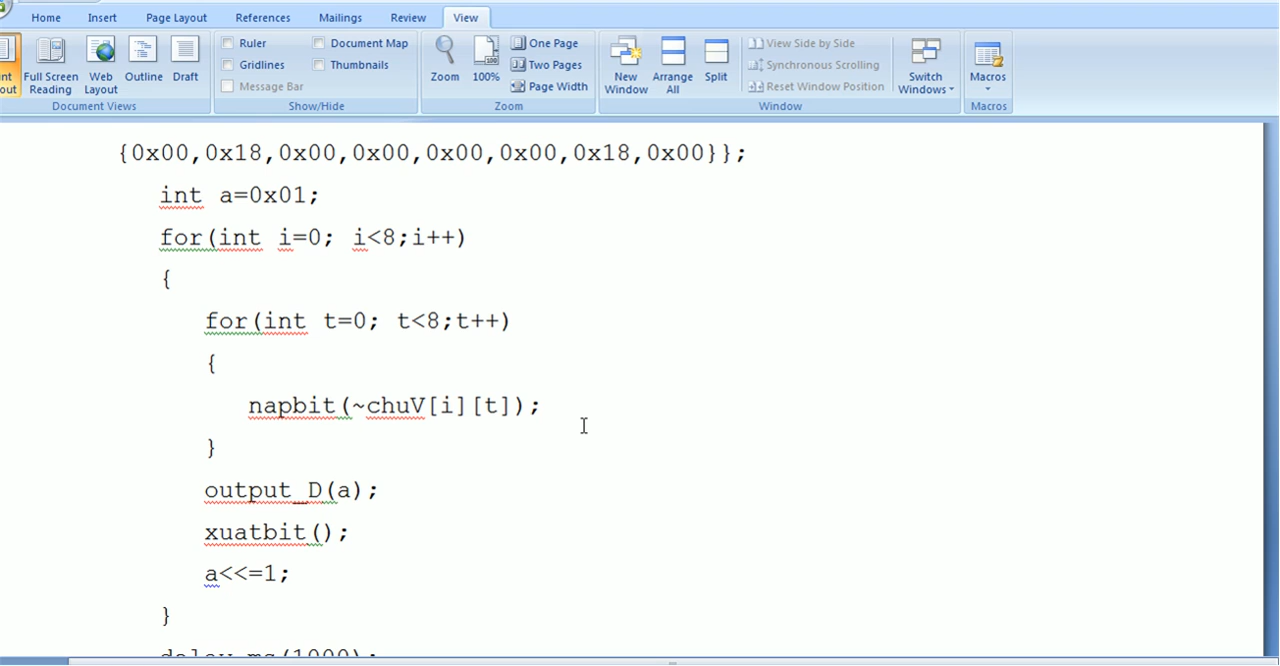 Home Insert Page Layout References Mailings Review View
Ruler Document Map One Page View Side by Side
Gridlines Thumbnails Two Pages Synchronous Scrolling
Full Screen Reading Web Layout Outline Draft Message Bar Zoom 100% Page Width New Window Arrange All Split Reset Window Position Switch Windows Macros
Document Views Show/Hide Zoom Window Macros
{0x00,0x18,0x00,0x00,0x00,0x00,0x18,0x00}};
int a=0x01;
for(int i=0; i<8;i++)
{
for(int t=0; t<8;t++)
{
napbit(~chuV[i][t]);
}
output_D(a);
xuatbit();
a<<=1;
}
delay_ms(1000);